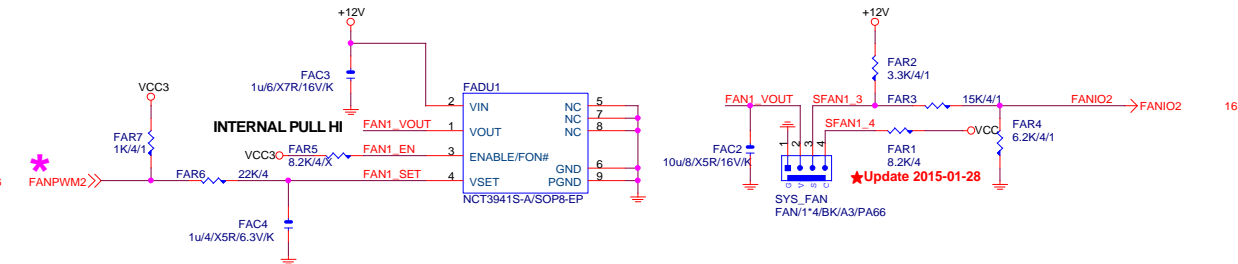 +12V
+12V
FAC3
1u/6/X7R/16V/K
FADU1
FAR2
3.3K/4/1
VCC3
2 VIN
NC 5
NC 7
NC 8
FAN1_VOUT
SFAN1_3
FAR3
15K/4/1
FANIO2
FANIO2
16
INTERNAL PULL HI
FAN1_VOUT
1 VOUT
FAR7
1K/4/1
SFAN1_4
VCC
FAR4
6.2K/4/1
VCC3
FAR5
8.2K/4/X
FAN1_EN
3 ENABLE/FON#
FAC2
10u/8/X5R/16V/K
1 2 3 4
FAR1
8.2K/4
GND 6
PGND 9
*
FANPWM2
FAR6
22K/4
FAN1_SET
4 VSET
G V S C
★Update 2015-01-28
NCT3941S-A/SOP8-EP
SYS_FAN
FAN/1*4/BK/A3/PA66
FAC4
1u/4/X5R/6.3V/K